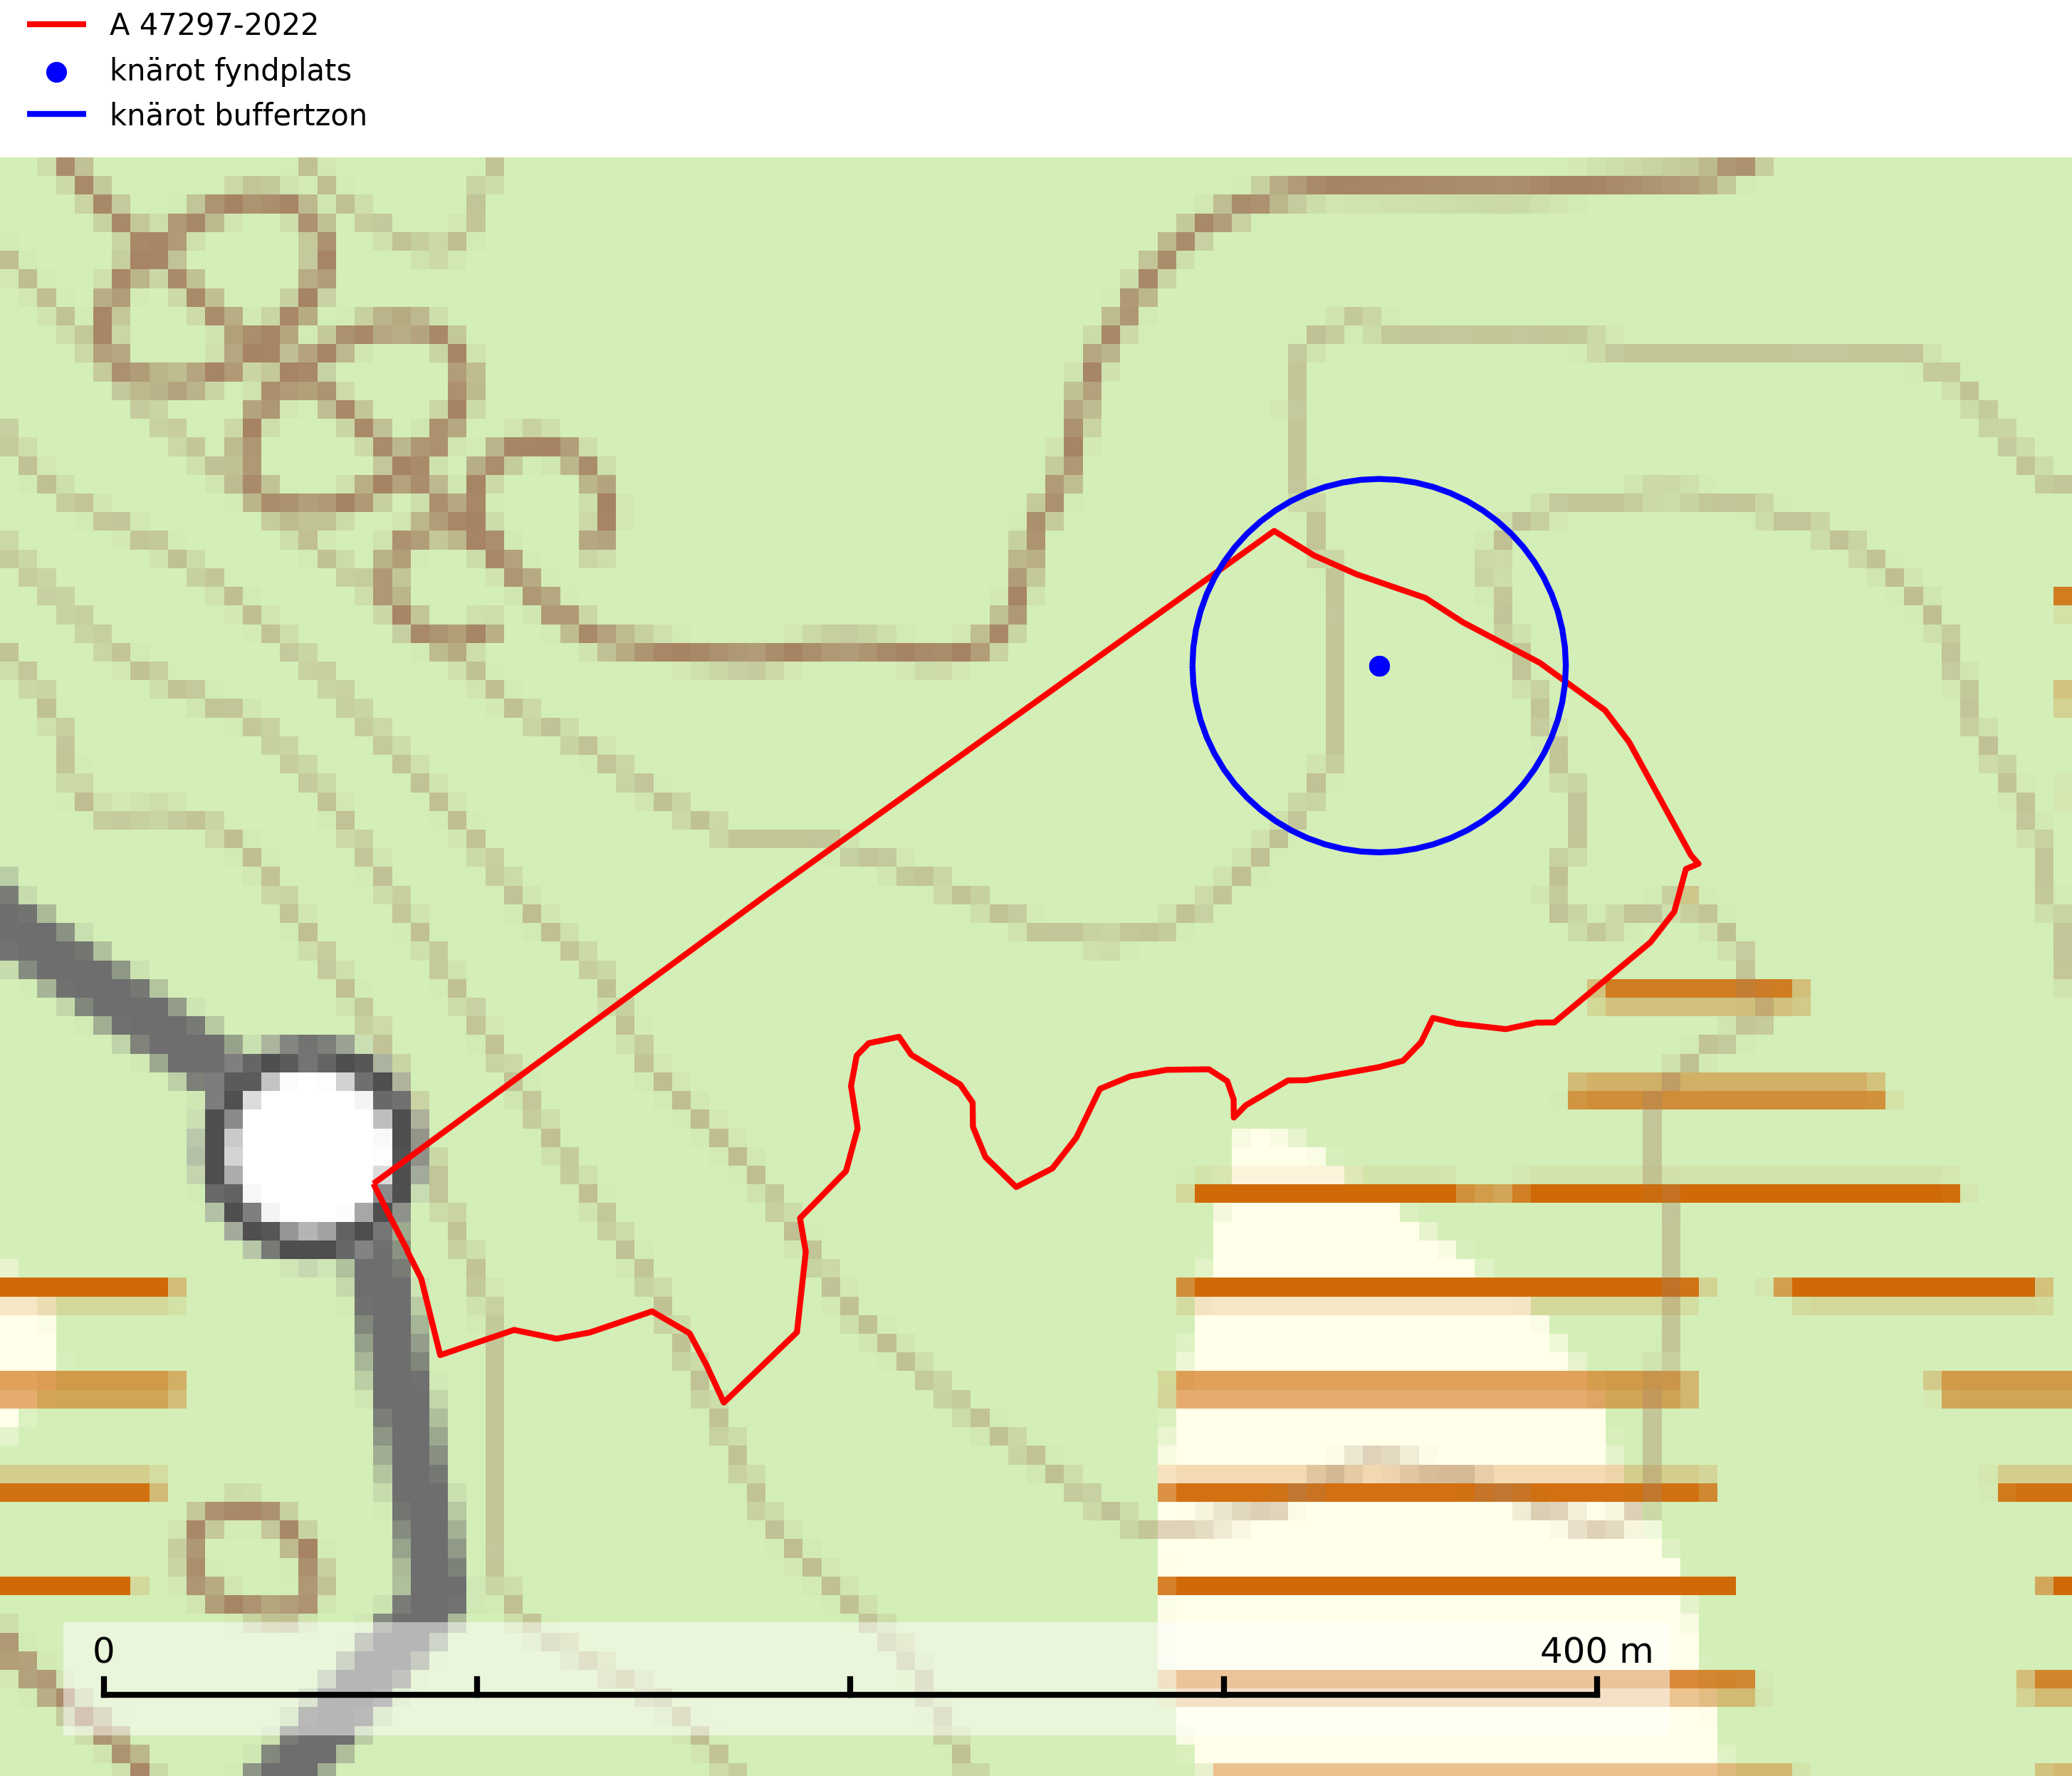 A 47297-2022
knärot fyndplats
knärot buffertzon
0 400 m